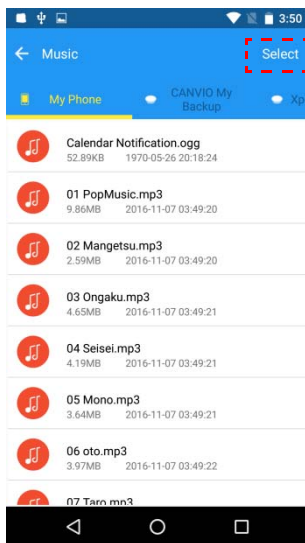 3:50
Music
Select
My Phone
CANVIO My
Backup
Xp
Calendar Notification.ogg
52.89KB 1970-05-26 20:18:24
01 PopMusic.mp3
9.86MB 2016-11-07 03:49:20
02 Mangetsu.mp3
2.59MB 2016-11-07 03:49:20
03 Ongaku.mp3
4.65MB 2016-11-07 03:49:21
04 Seisei.mp3
4.19MB 2016-11-07 03:49:21
05 Mono.mp3
3.64MB 2016-11-07 03:49:21
06 oto.mp3
3.97MB 2016-11-07 03:49:22
07 Taro.mp3